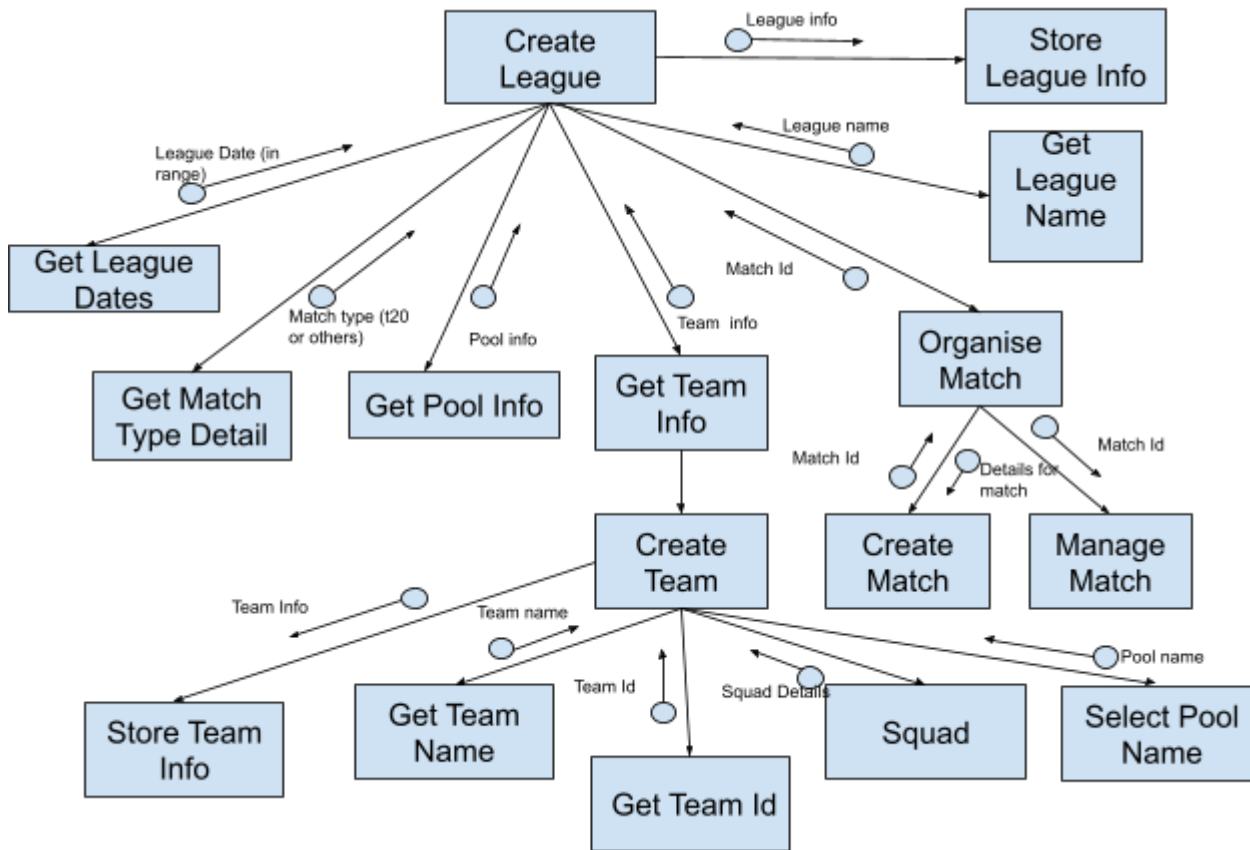 League info
Create
League
Store
League Info
League name
Get
League
Name
League Date (in
range)
Get League
Dates
Match Id
Match type (t20
or others)
Pool info
Team  info
Get Match
Type Detail
Get Pool Info
Get Team
Info
Organise
Match
Match Id
Details for
match
Match Id
Create
Team
Create
Match
Manage
Match
Team Info
Team name
Team Id
Squad Details
Pool name
Store Team
Info
Get Team
Name
Get Team Id
Squad
Select Pool
Name